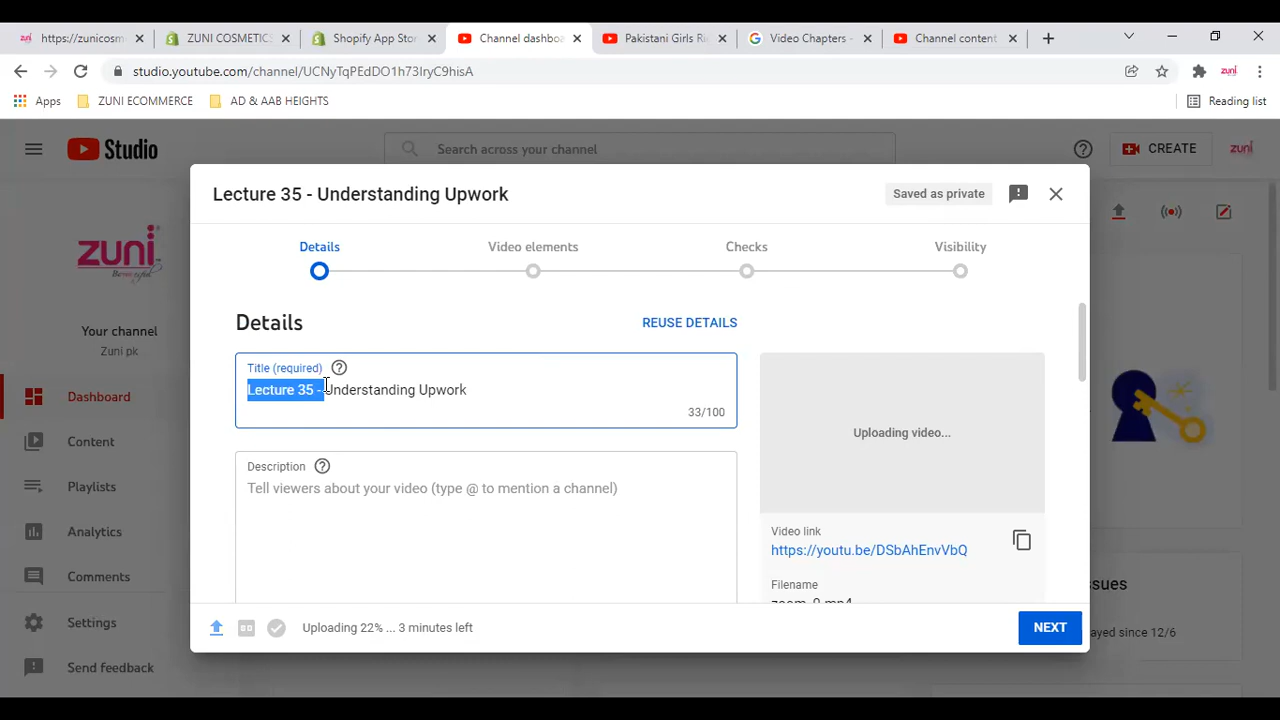 https://zunicosm
ZUNI COSMETICS
Shopify App Stor
Channel dashboa
Pakistani Girls Ri
Video Chapters -
Channel content
studio.youtube.com/channel/UCNyTqPEdDO1h73IryC9hisA
zuni
Apps
ZUNI ECOMMERCE
AD & AAB HEIGHTS
Reading list
Studio
Search across your channel
CREATE
zuni
Lecture 35 - Understanding Upwork
Saved as private
zuni
Your channel
Zuni pk
Dashboard
Content
Playlists
Analytics
Comments
Settings
Send feedback
Details
Video elements
Checks
Visibility
Details
REUSE DETAILS
Title (required)
Lecture 35 - Understanding Upwork
33/100
Description
Tell viewers about your video (type @ to mention a channel)
Uploading video...
Video link
https://youtu.be/DSbAhEnvVbQ
Filename
zoom_0.mp4
Uploading 22% ... 3 minutes left
NEXT
ssues
ayed since 12/6